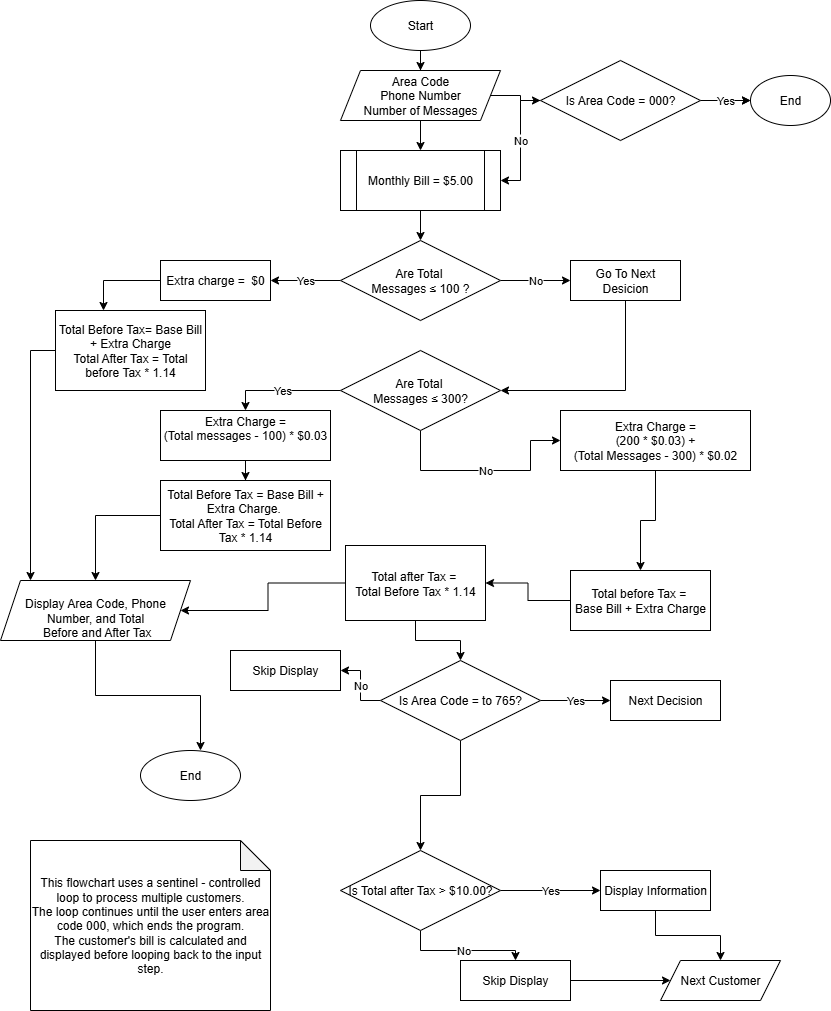 Start
Area Code
Phone Number
Number of Messages
Is Area Code = 000?
Yes
End
No
Monthly Bill = $5.00
Are Total
Messages ≤ 100 ?
Yes
Extra charge =  $0
No
Go To Next
Desicion
Total Before Tax= Base Bill
+ Extra Charge
Total After Tax = Total
before Tax * 1.14
Are Total
Messages ≤ 300?
Yes
Extra Charge =
(Total messages - 100) * $0.03
No
Extra Charge =
(200 * $0.03) +
(Total Messages - 300) * $0.02
Total Before Tax = Base Bill +
Extra Charge.
Total After Tax = Total Before
Tax * 1.14
Total after Tax =
Total Before Tax * 1.14
Total before Tax =
Base Bill + Extra Charge
Display Area Code, Phone
Number, and Total
Before and After Tax
Skip Display
No
Is Area Code = to 765?
Yes
Next Decision
End
Is Total after Tax > $10.00?
Yes
Display Information
No
Skip Display
Next Customer
This flowchart uses a sentinel - controlled
loop to process multiple customers.
The loop continues until the user enters area
code 000, which ends the program.
The customer's bill is calculated and
displayed before looping back to the input
step.